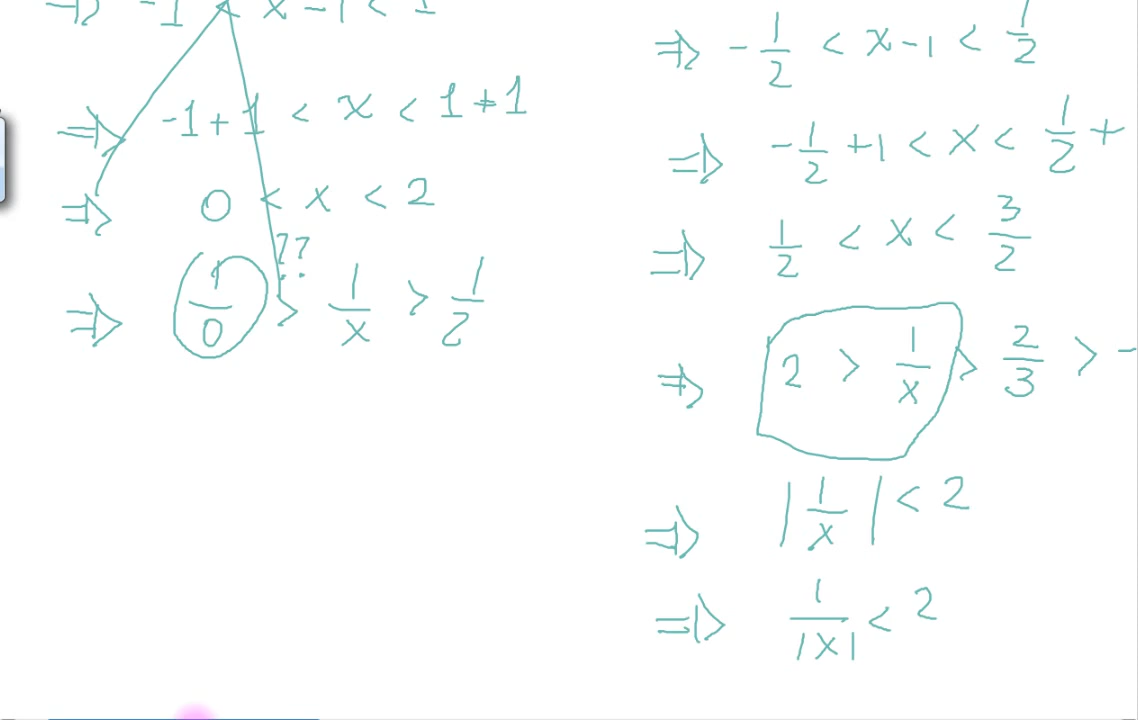 ⇒ -1 < x-1 < 1
⇒ -1+1 < x < 1+1
⇒ 0 < x < 2
??
⇒ 1/0 > 1/x > 1/2
⇒ -1/2 < x-1 < 1/2
⇒ -1/2 +1 < x < 1/2 +
⇒ 1/2 < x < 3/2
⇒ 2 > 1/x > 2/3 > -
⇒ |1/x| < 2
⇒ 1/|x| < 2